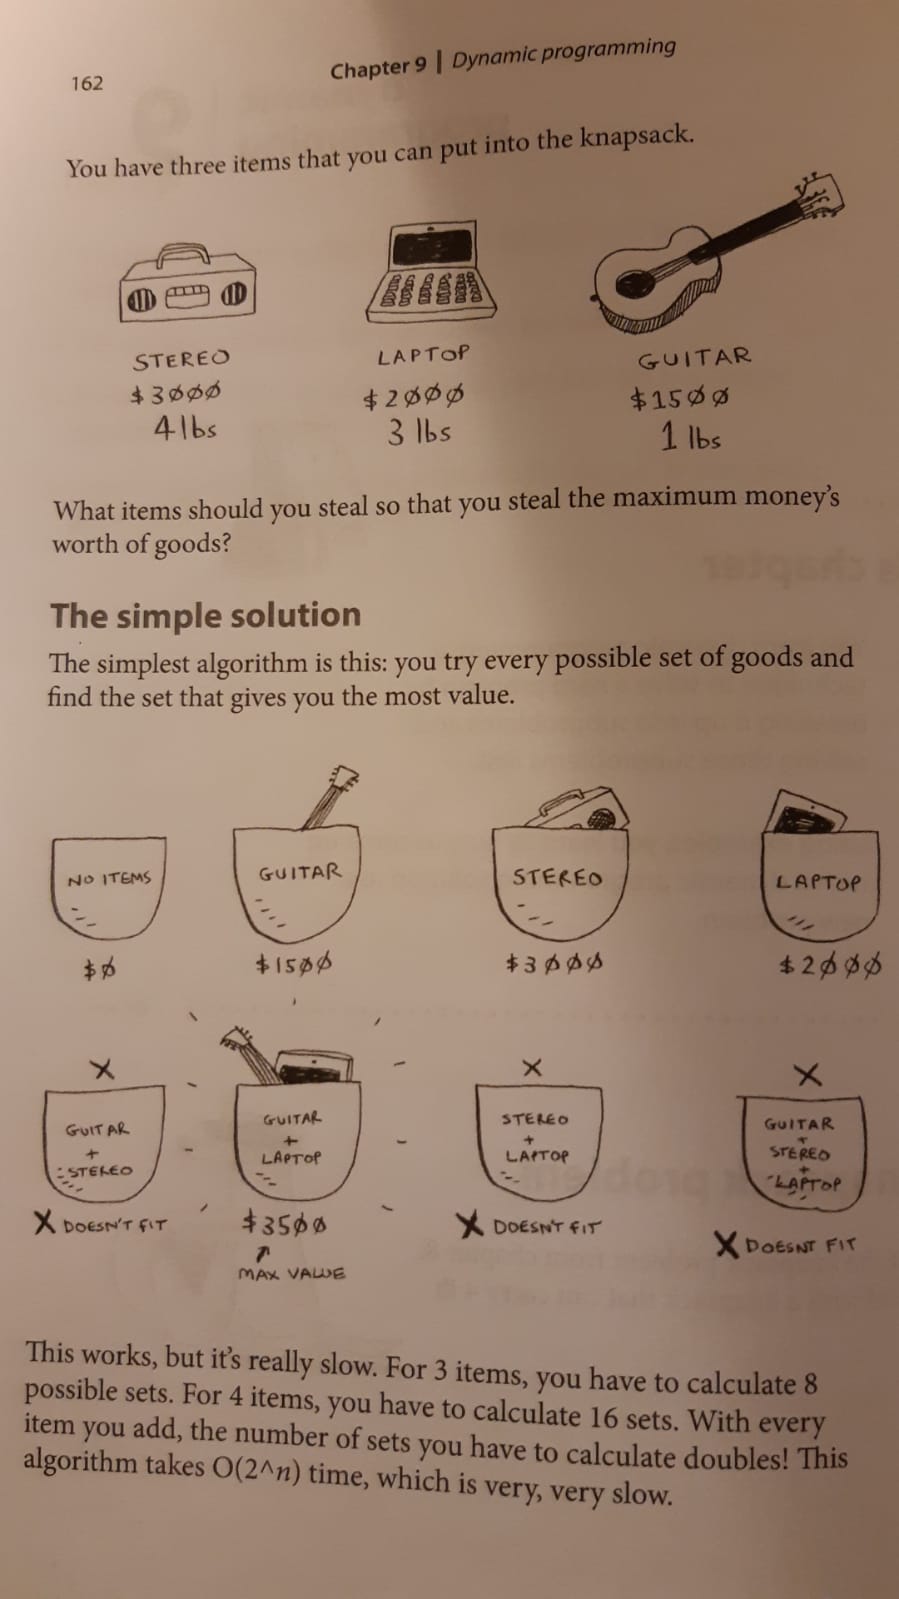 162
Chapter 9 | Dynamic programming
You have three items that you can put into the knapsack.
STEREO
$3000
4 lbs
LAPTOP
$2000
3 lbs
GUITAR
$1500
1 lbs
What items should you steal so that you steal the maximum money's
worth of goods?
The simple solution
The simplest algorithm is this: you try every possible set of goods and
find the set that gives you the most value.
NO ITEMS
$0
GUITAR
$1500
STEREO
$3000
LAPTOP
$2000
X
GUITAR
+
STEREO
X DOESN'T FIT
GUITAR
+
LAPTOP
$3500
↑
MAX VALUE
X
STEREO
+
LAPTOP
X DOESN'T FIT
X
GUITAR
+
STEREO
+
LAPTOP
X DOESNT FIT
This works, but it's really slow. For 3 items, you have to calculate 8
possible sets. For 4 items, you have to calculate 16 sets. With every
item you add, the number of sets you have to calculate doubles! This
algorithm takes O(2^n) time, which is very, very slow.